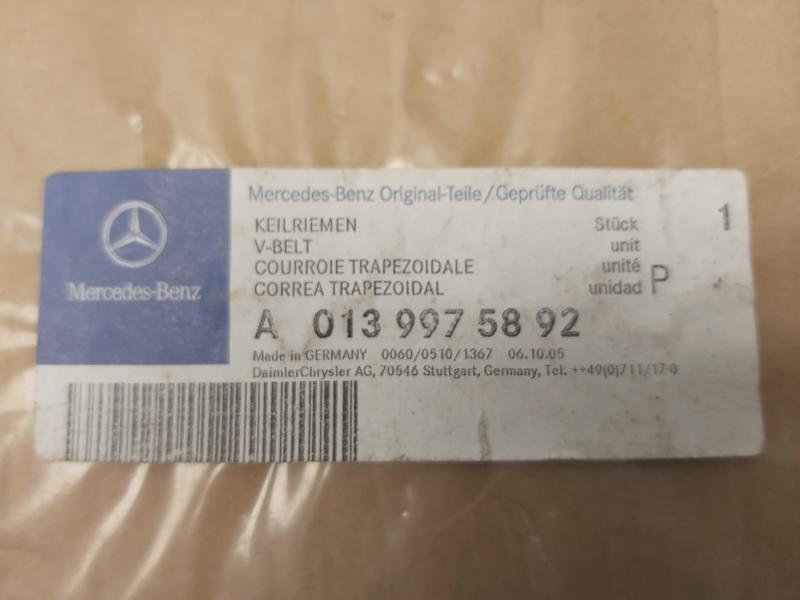 Mercedes-Benz
Mercedes-Benz Original-Teile/Geprüfte Qualität
KEILRIEMEN Stück 1
V-BELT unit
COURROIE TRAPEZOIDALE unité
CORREA TRAPEZOIDAL unidad P
A 013 997 58 92
Made in GERMANY 0060/0510/1367 06.10.05
DaimlerChrysler AG, 70546 Stuttgart, Germany, Tel. ++49(0)711/17-0